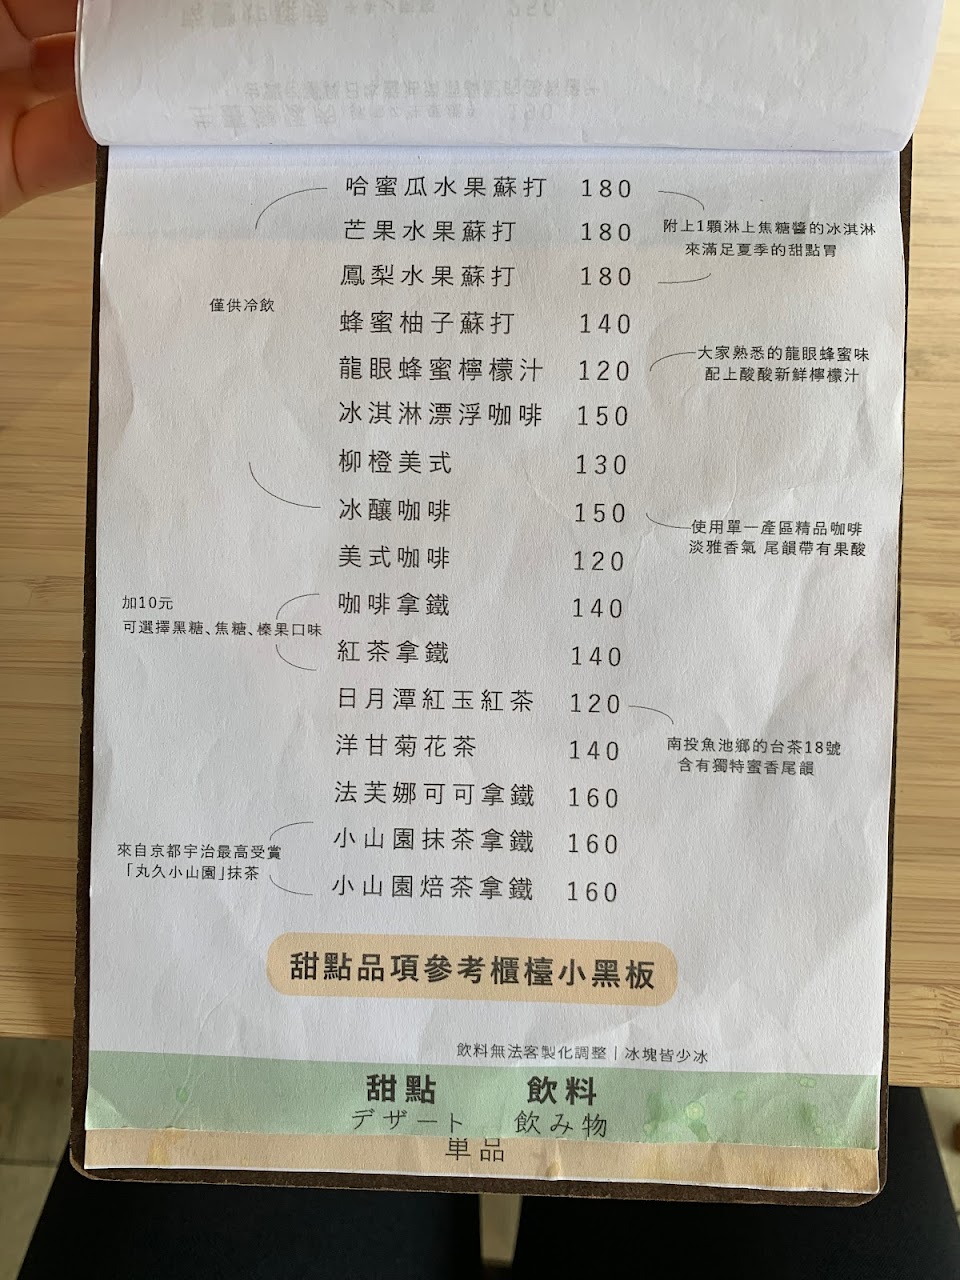 哈蜜瓜水果蘇打 180
芒果水果蘇打 180
附上1顆淋上焦糖醬的冰淇淋
來滿足夏季的甜點胃
鳳梨水果蘇打 180
僅供冷飲
蜂蜜柚子蘇打 140
龍眼蜂蜜檸檬汁 120
大家熟悉的龍眼蜂蜜味
配上酸酸新鮮檸檬汁
冰淇淋漂浮咖啡 150
柳橙美式 130
冰釀咖啡 150
使用單一產區精品咖啡
淡雅香氣 尾韻帶有果酸
美式咖啡 120
加10元
可選擇黑糖、焦糖、榛果口味
咖啡拿鐵 140
紅茶拿鐵 140
日月潭紅玉紅茶 120
南投魚池鄉的台茶18號
含有獨特蜜香尾韻
洋甘菊花茶 140
法芙娜可可拿鐵 160
小山園抹茶拿鐵 160
來自京都宇治最高受賞
「丸久小山園」抹茶
小山園焙茶拿鐵 160
甜點品項參考櫃檯小黑板
飲料無法客製化調整|冰塊皆少冰
甜點 飲料
デザート 飲み物
単品